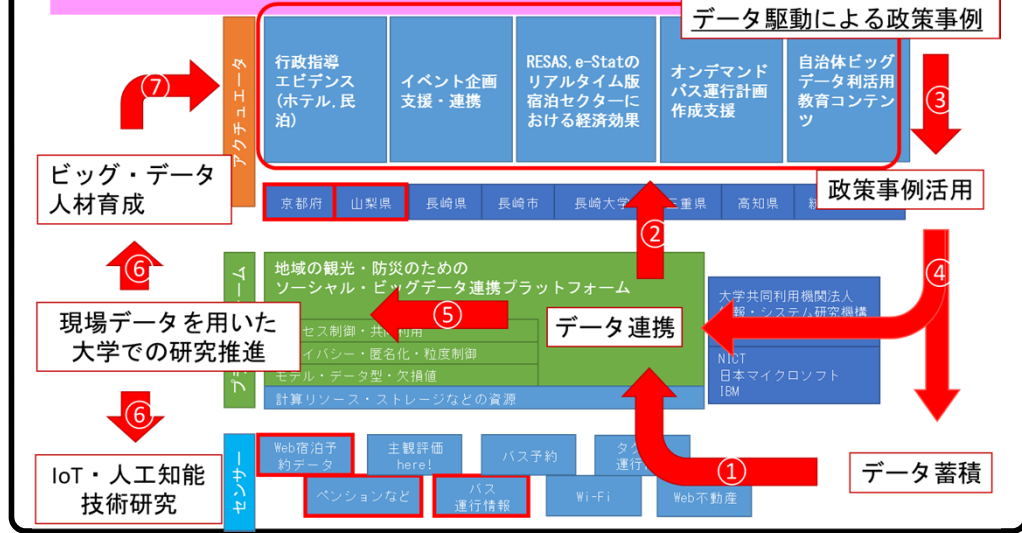 データ駆動による政策事例
アクチュエータ
行政指導
エビデンス
(ホテル,民
泊)
イベント企画
支援・連携
RESAS,e-Statの
リアルタイム版
宿泊セクターに
おける経済効果
オンデマンド
バス運行計画
作成支援
自治体ビッグ
データ利活用
教育コンテン
ツ
⑦
③
ビッグ・データ
人材育成
京都府
山梨県
長崎県
長崎市
長崎大学
三重県
高知県
政策事例活用
②
⑥
④
地域の観光・防災のための
ソーシャル・ビッグデータ連携プラットフォーム
⑤
データ連携
セス制御・共同利用
イバシー・匿名化・粒度制御
モデル・データ型・欠損値
計算リソース・ストレージなどの資源
大学共同利用機関法人
報・システム研究機構
NICT
日本マイクロソフト
IBM
現場データを用いた
大学での研究推進
⑥
IoT・人工知能
技術研究
センサー
Web宿泊予
約データ
主観評価
here!
バス予約
タク
運行
①
データ蓄積
ペンションなど
バス
運行情報
Wi-Fi
Web不動産